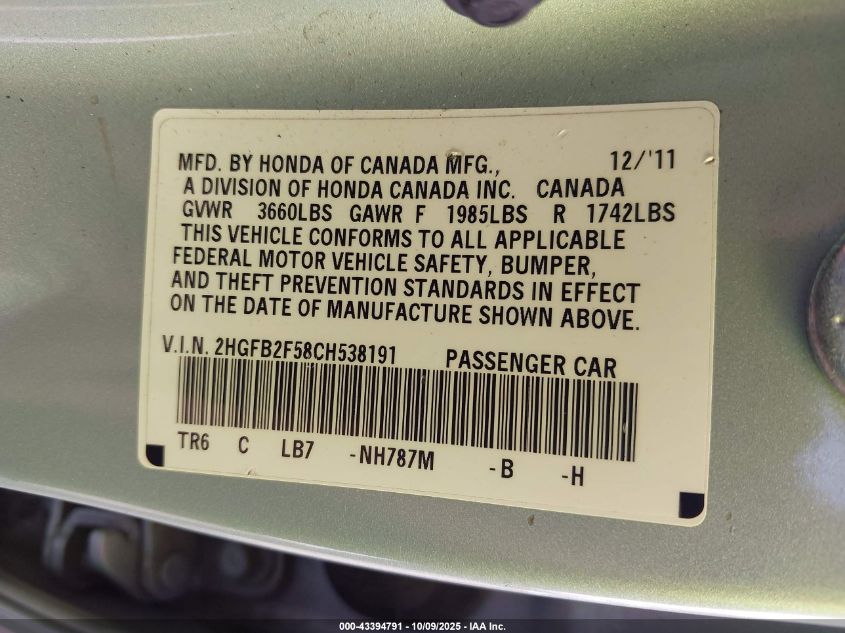 MFD. BY HONDA OF CANADA MFG., 12/'11
A DIVISION OF HONDA CANADA INC. CANADA
GVWR 3660LBS GAWR F 1985LBS R 1742LBS
THIS VEHICLE CONFORMS TO ALL APPLICABLE
FEDERAL MOTOR VEHICLE SAFETY, BUMPER,
AND THEFT PREVENTION STANDARDS IN EFFECT
ON THE DATE OF MANUFACTURE SHOWN ABOVE.
V.I.N. 2HGFB2F58CH538191 PASSENGER CAR
TR6 C LB7 -NH787M -B -H
000-43394791 - 10/09/2025 - IAA Inc.